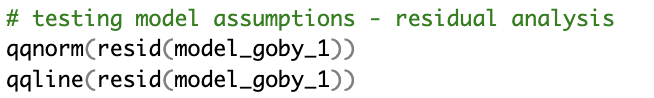 # testing model assumptions - residual analysis
qqnorm(resid(model_goby_1))
qqline(resid(model_goby_1))